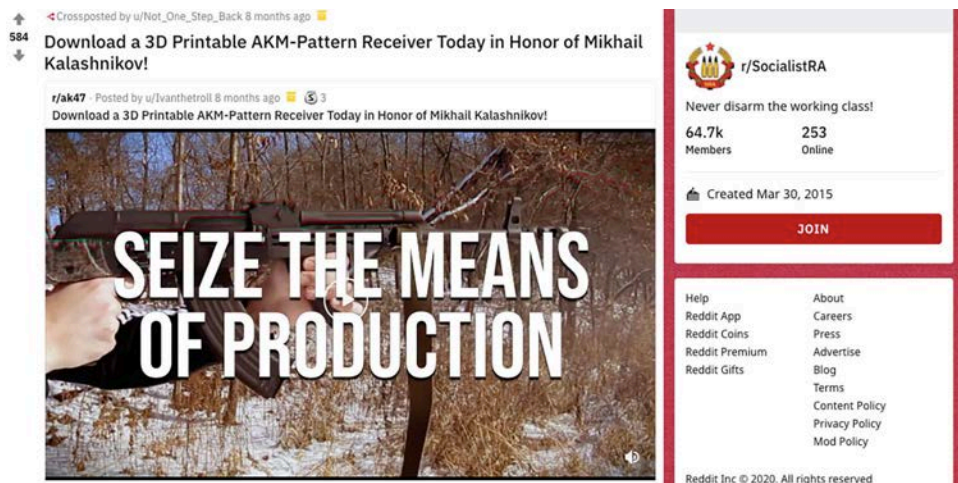 Crossposted by u/Not_One_Step_Back 8 months ago
584
Download a 3D Printable AKM-Pattern Receiver Today in Honor of Mikhail
Kalashnikov!
r/ak47 · Posted by u/Ivanthetroll 8 months ago S 3
Download a 3D Printable AKM-Pattern Receiver Today in Honor of Mikhail Kalashnikov!
SEIZE THE MEANS
OF PRODUCTION
r/SocialistRA
Never disarm the working class!
64.7k 253
Members Online
Created Mar 30, 2015
JOIN
Help About
Reddit App Careers
Reddit Coins Press
Reddit Premium Advertise
Reddit Gifts Blog
Terms
Content Policy
Privacy Policy
Mod Policy
Reddit Inc © 2020. All rights reserved